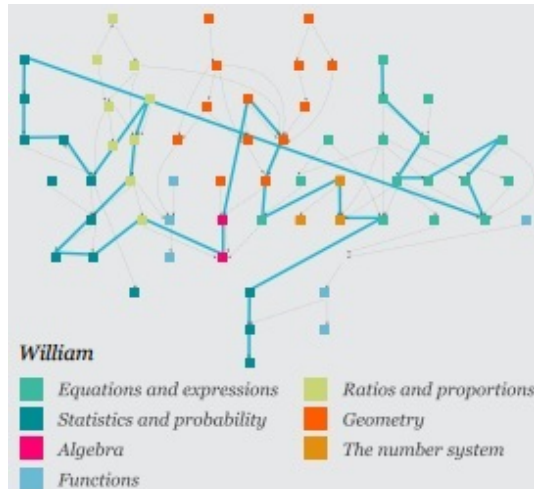 William
Equations and expressions
Statistics and probability
Algebra
Functions
Ratios and proportions
Geometry
The number system